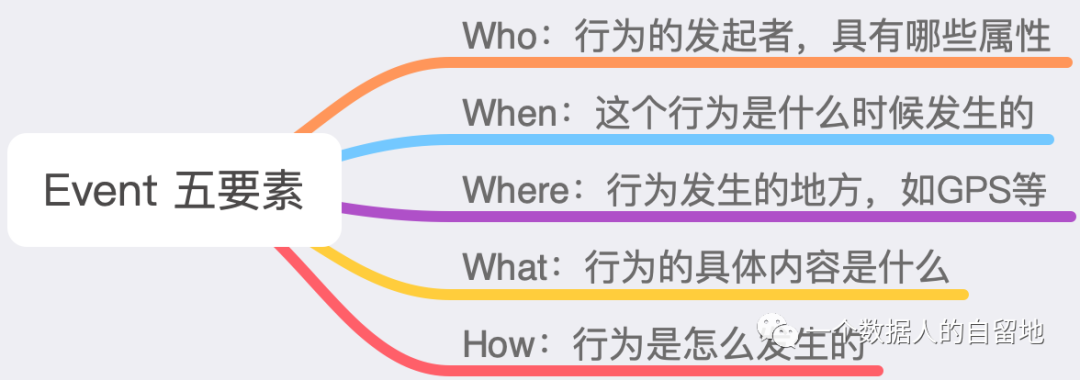 Event 五要素
Who：行为的发起者，具有哪些属性
When：这个行为是什么时候发生的
Where：行为发生的地方，如GPS等
What：行为的具体内容是什么
How：行为是怎么发生的
一个数据人的自留地